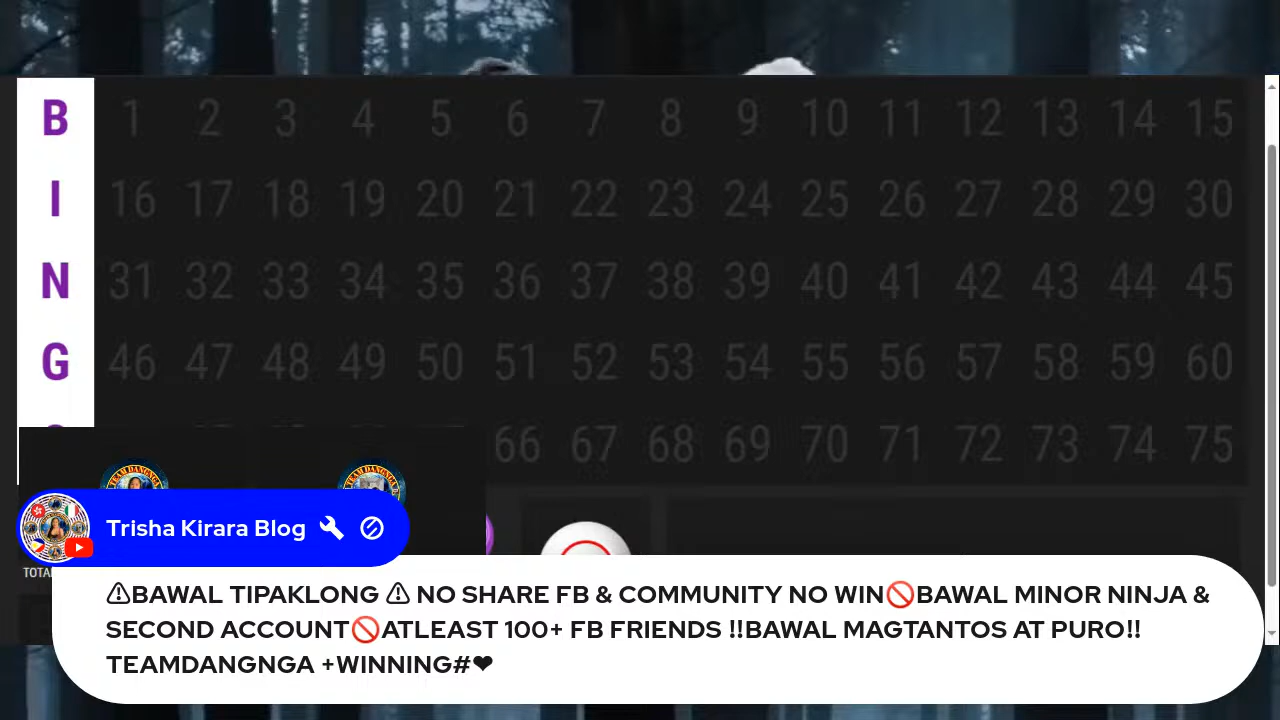 B 1 2 3 4 5 6 7 8 9 10 11 12 13 14 15
I 16 17 18 19 20 21 22 23 24 25 26 27 28 29 30
N 31 32 33 34 35 36 37 38 39 40 41 42 43 44 45
G 46 47 48 49 50 51 52 53 54 55 56 57 58 59 60
66 67 68 69 70 71 72 73 74 75
TEAM DANGNGA
TEAM DANGNGA
Trisha Kirara Blog
⚠BAWAL TIPAKLONG ⚠ NO SHARE FB & COMMUNITY NO WIN🚫BAWAL MINOR NINJA &
SECOND ACCOUNT🚫ATLEAST 100+ FB FRIENDS ‼BAWAL MAGTANTOS AT PURO‼
TEAMDANGNGA +WINNING#❤